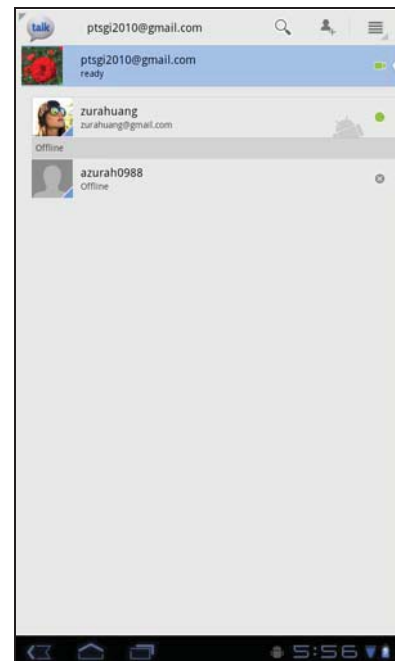 talk
ptsgi2010@gmail.com
ptsgi2010@gmail.com
ready
zurahuang
zurahuang@gmail.com
Offline
azurah0988
Offline
5:56